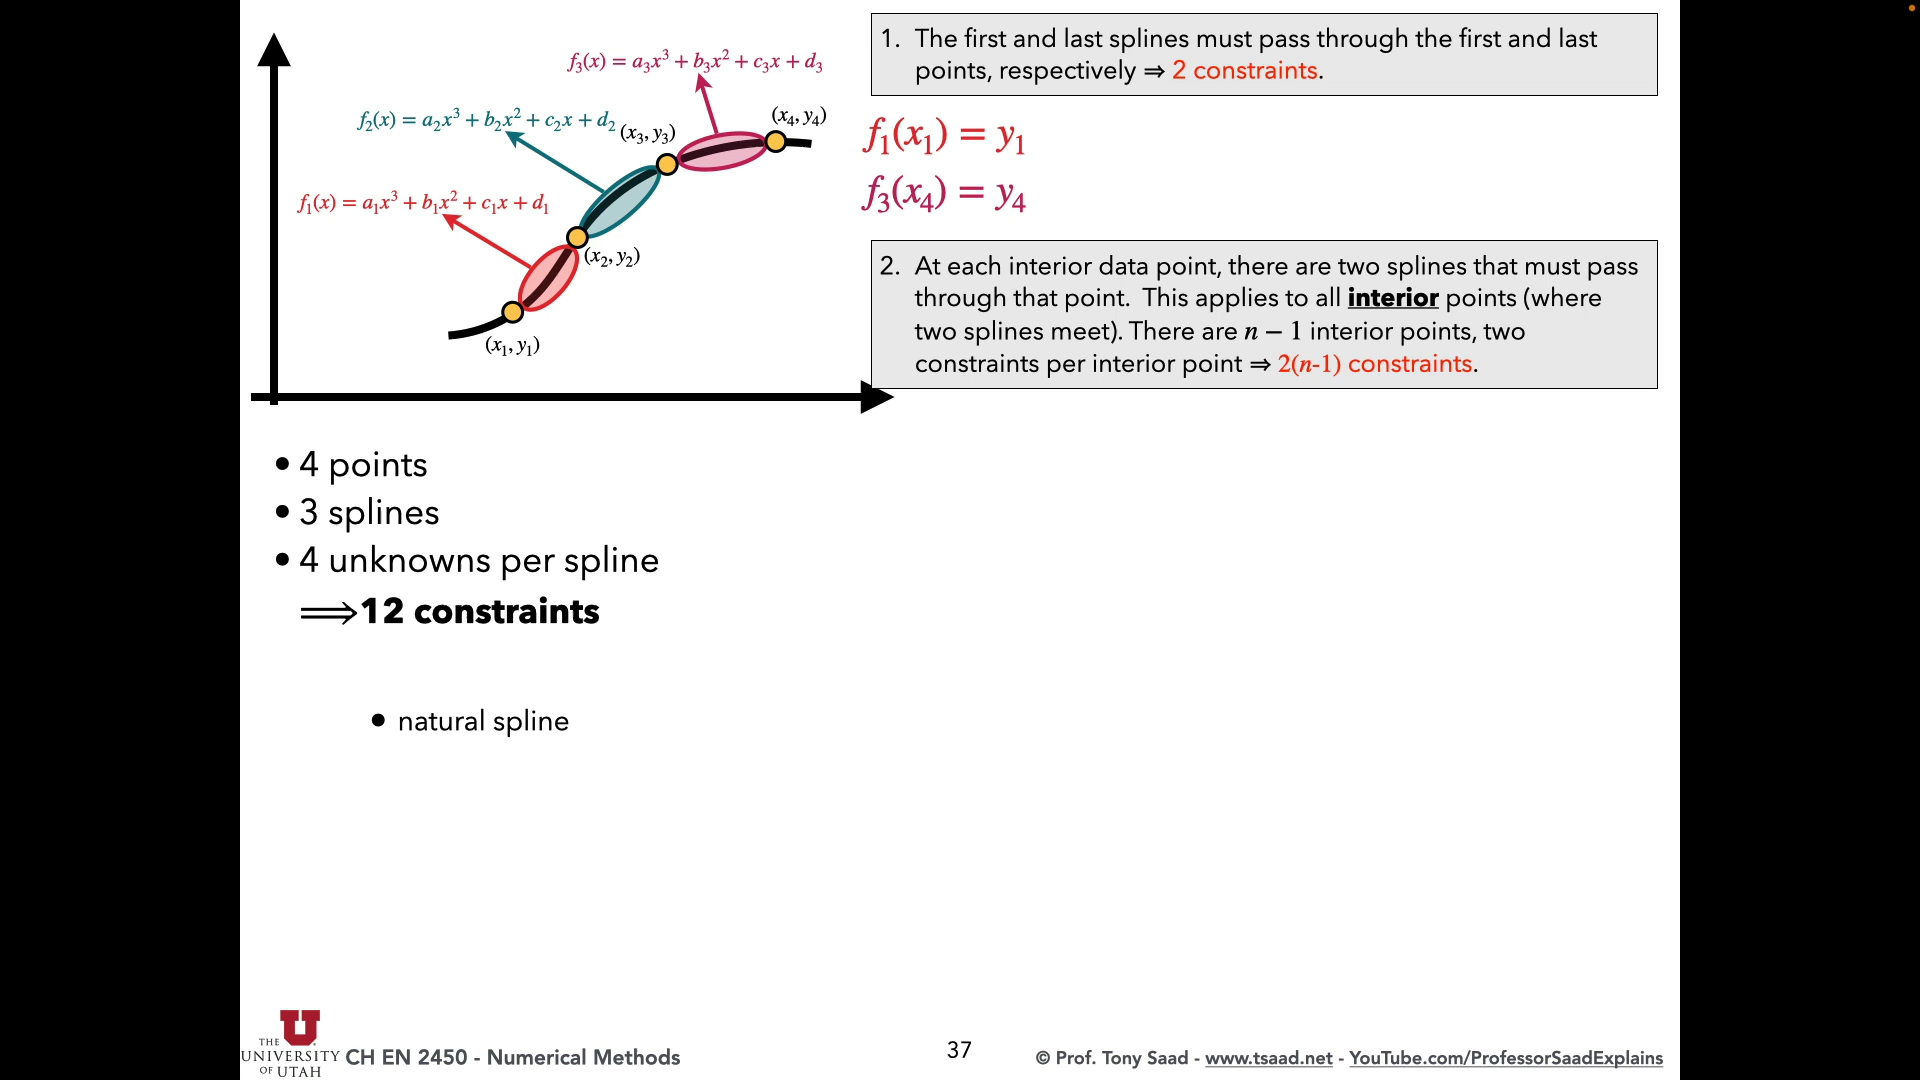 f₃(x) = a₃x³ + b₃x² + c₃x + d₃
(x₄, y₄)
f₂(x) = a₂x³ + b₂x² + c₂x + d₂
(x₃, y₃)
f₁(x) = a₁x³ + b₁x² + c₁x + d₁
(x₂, y₂)
(x₁, y₁)
1. The first and last splines must pass through the first and last
points, respectively ⇒ 2 constraints.
f₁(x₁) = y₁
f₃(x₄) = y₄
2. At each interior data point, there are two splines that must pass
through that point. This applies to all interior points (where
two splines meet). There are n − 1 interior points, two
constraints per interior point ⇒ 2(n-1) constraints.
• 4 points
• 3 splines
• 4 unknowns per spline
⟹12 constraints
• natural spline
THE
UNIVERSITY
OF UTAH
CH EN 2450 - Numerical Methods
37
© Prof. Tony Saad - www.tsaad.net - YouTube.com/ProfessorSaadExplains